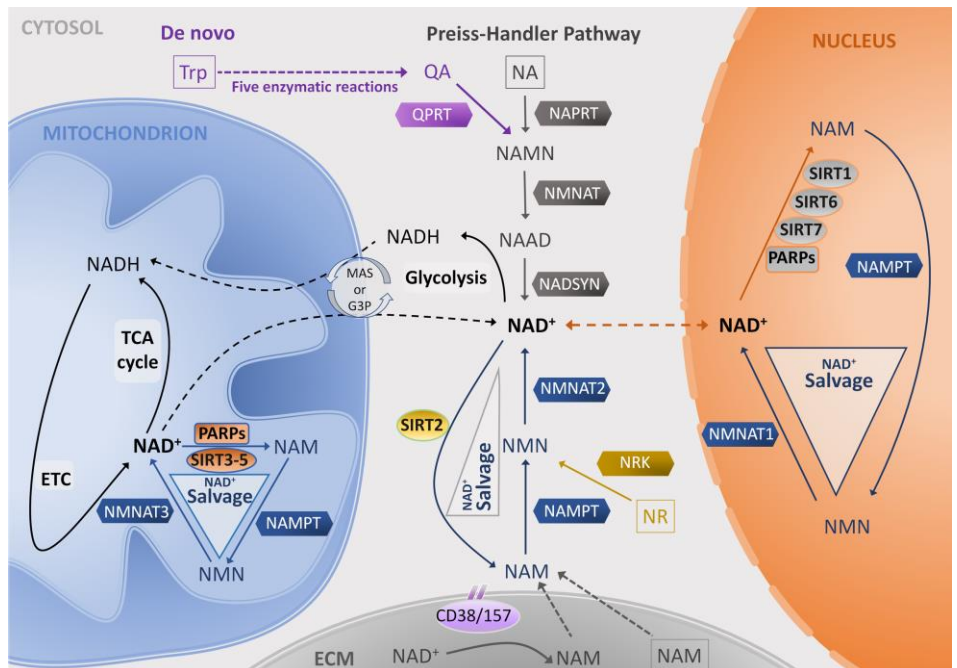 CYTOSOL
De novo
Preiss-Handler Pathway
NUCLEUS
Trp
Five enzymatic reactions
QA
NA
QPRT
NAPRT
NAMN
MITOCHONDRION
NMNAT
NAAD
NADH
NADH
MAS
or
G3P
Glycolysis
NADSYN
NAD⁺
TCA
cycle
NAD⁺
PARPs
SIRT3-5
NAM
NAD⁺
Salvage
ETC
NMNAT3
NAMPT
NMN
SIRT2
NMNAT2
NAD⁺
Salvage
NMN
NRK
NAMPT
NR
NAM
CD38/157
ECM
NAD⁺
NAM
NAM
NAM
SIRT1
SIRT6
SIRT7
PARPs
NAMPT
NAD⁺
NAD⁺
Salvage
NMNAT1
NMN